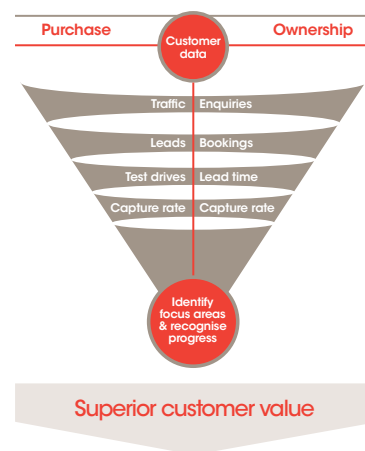 Purchase
Ownership
Customer
data
Traffic Enquiries
Leads Bookings
Test drives Lead time
Capture rate Capture rate
Identify
focus areas
& recognise
progress
Superior customer value